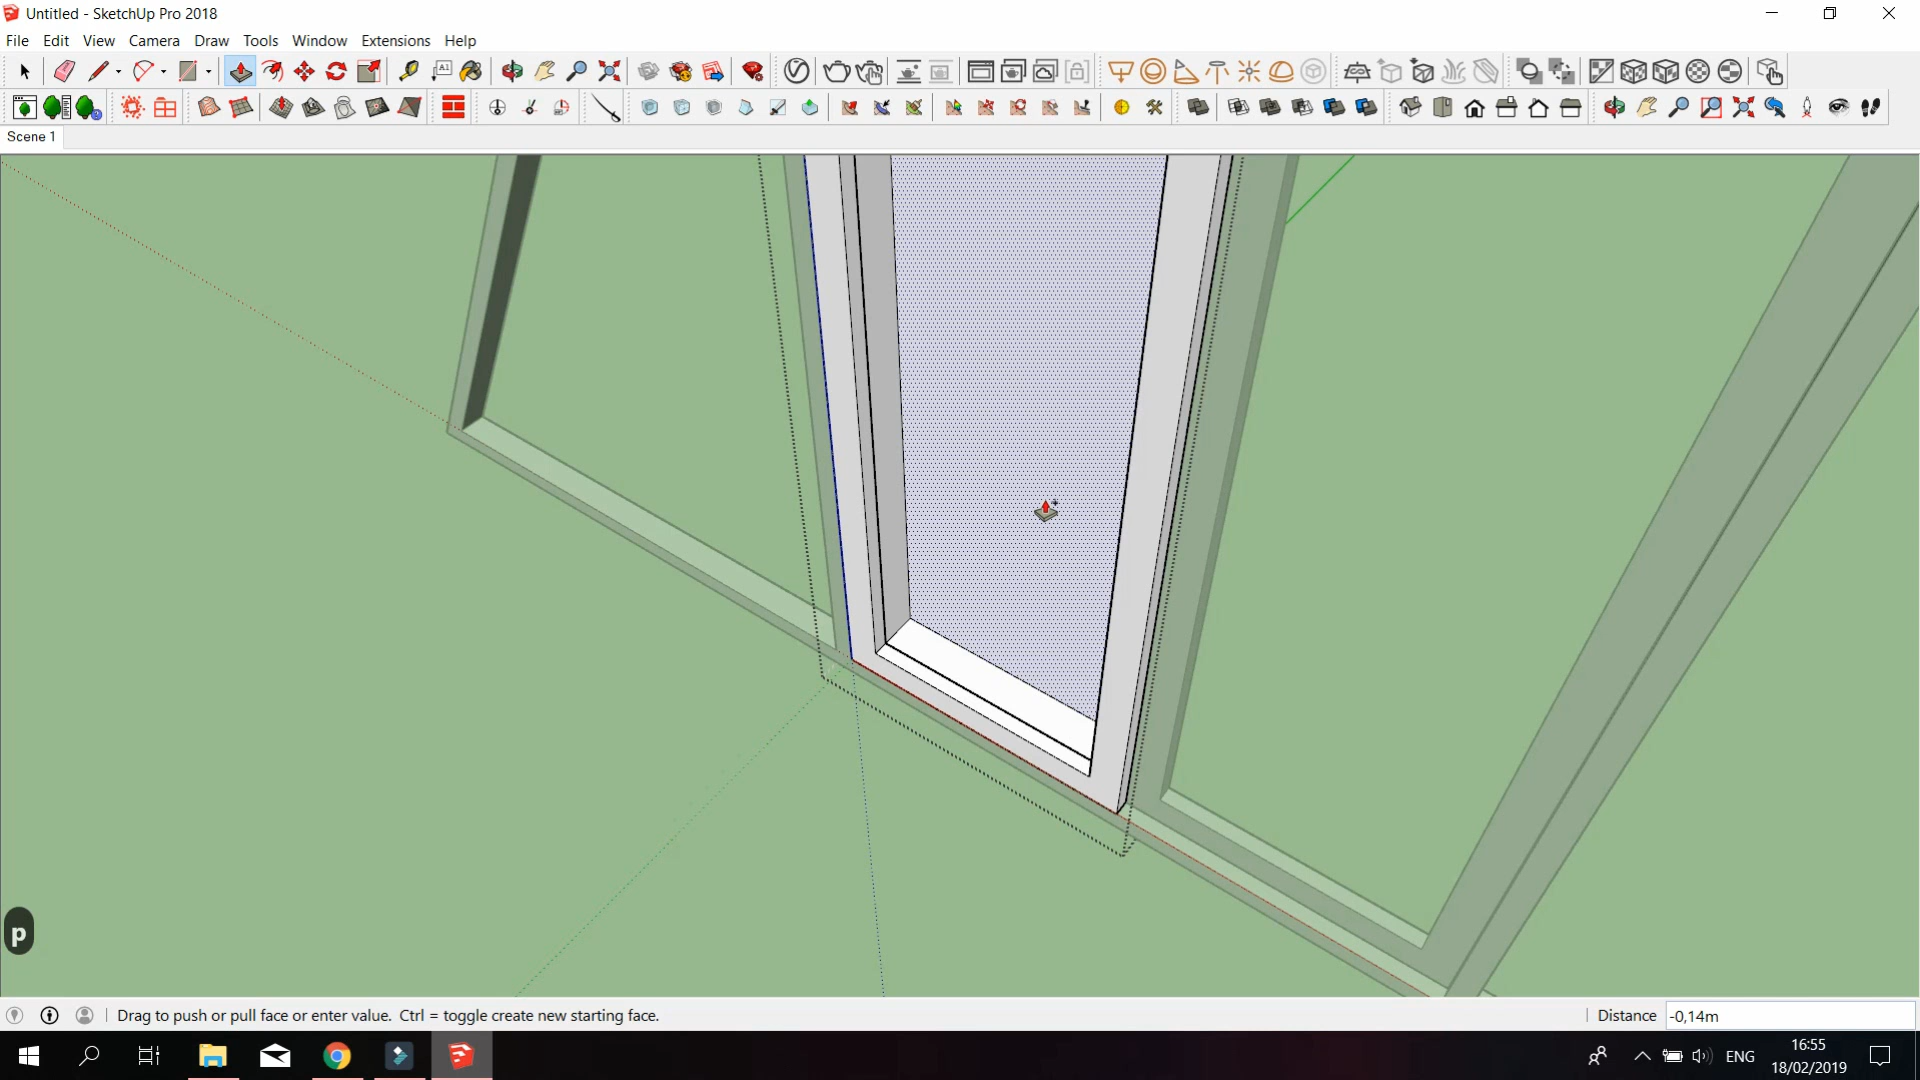 Untitled - SketchUp Pro 2018
File Edit View Camera Draw Tools Window Extensions Help
A1
Scene 1
p
Drag to push or pull face or enter value. Ctrl = toggle create new starting face.
Distance -0,14m
ENG
16:55
18/02/2019